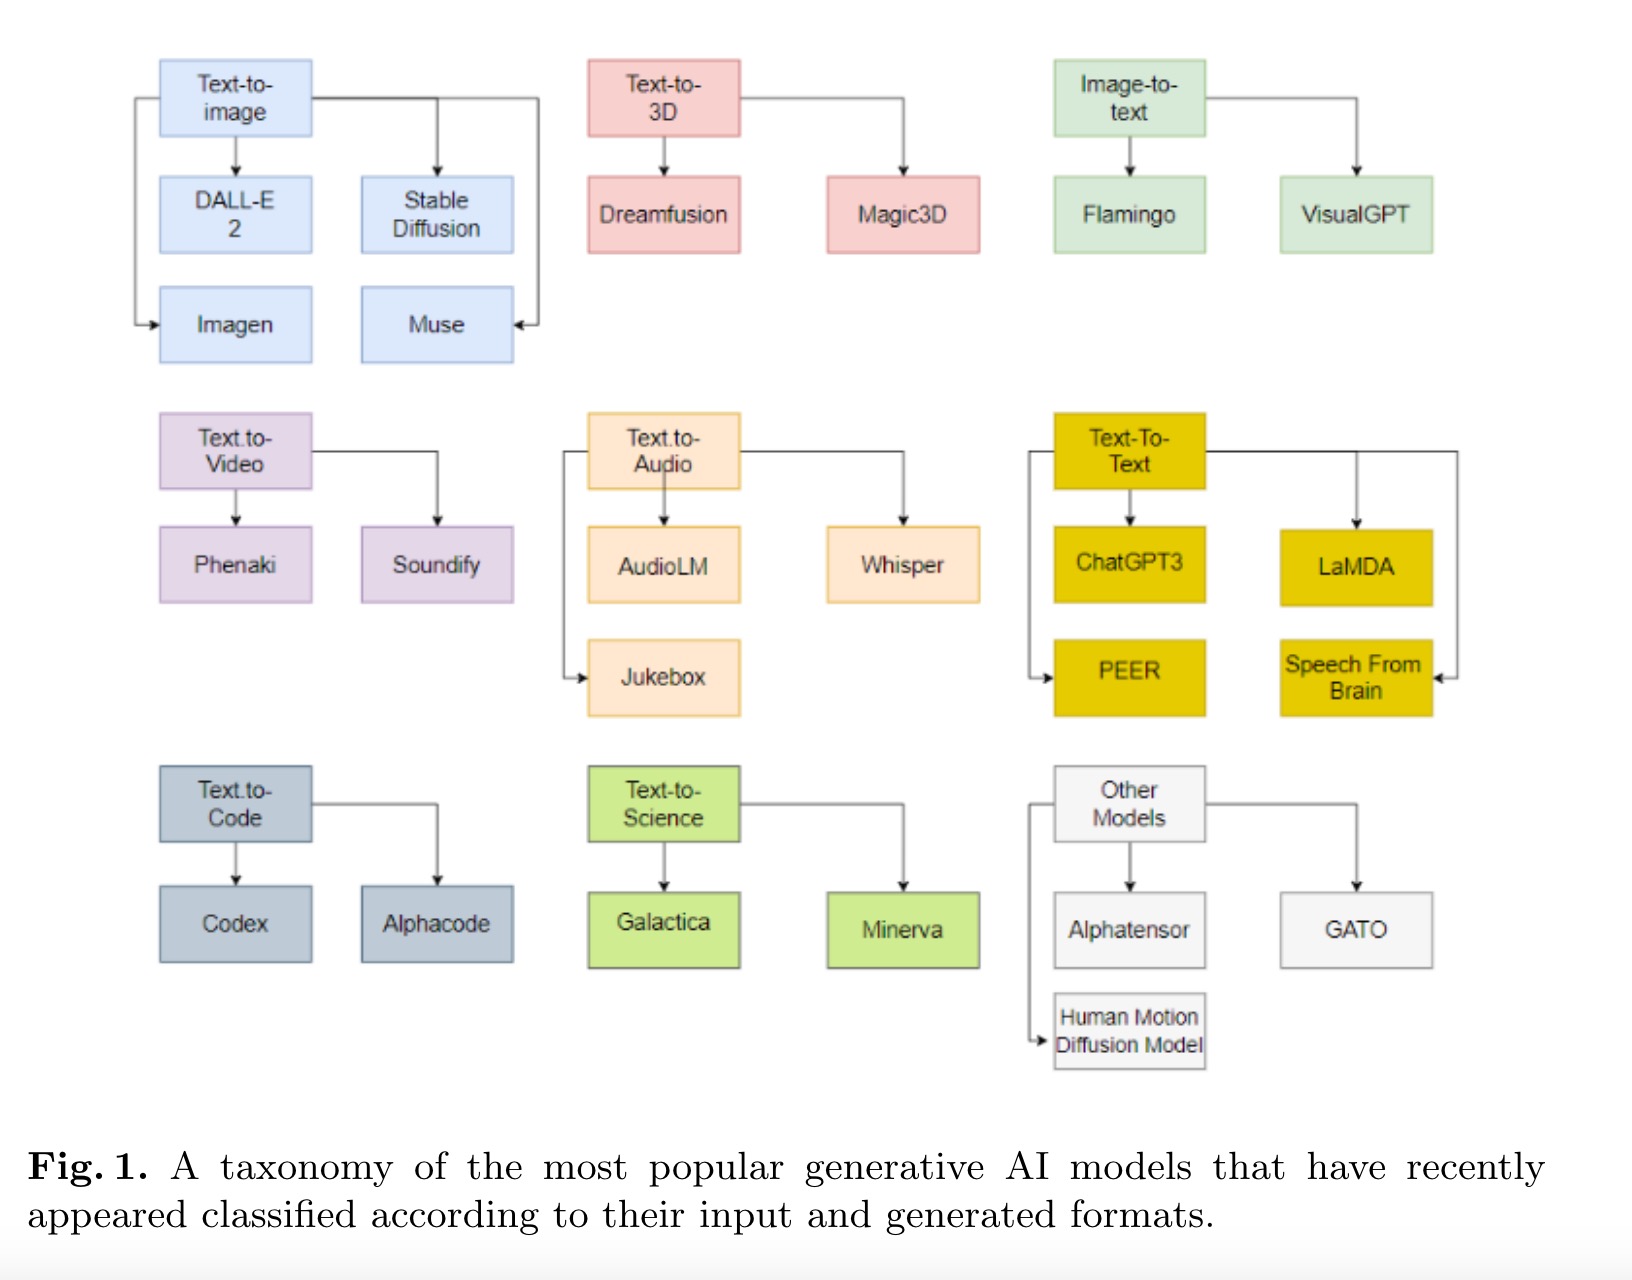 Text-to-
image
DALL-E
2
Stable
Diffusion
Imagen
Muse
Text-to-
3D
Dreamfusion
Magic3D
Image-to-
text
Flamingo
VisualGPT
Text.to-
Video
Phenaki
Soundify
Text.to-
Audio
AudioLM
Whisper
Jukebox
Text-To-
Text
ChatGPT3
LaMDA
PEER
Speech From
Brain
Text.to-
Code
Codex
Alphacode
Text-to-
Science
Galactica
Minerva
Other
Models
Alphatensor
GATO
Human Motion
Diffusion Model
Fig. 1. A taxonomy of the most popular generative AI models that have recently
appeared classified according to their input and generated formats.